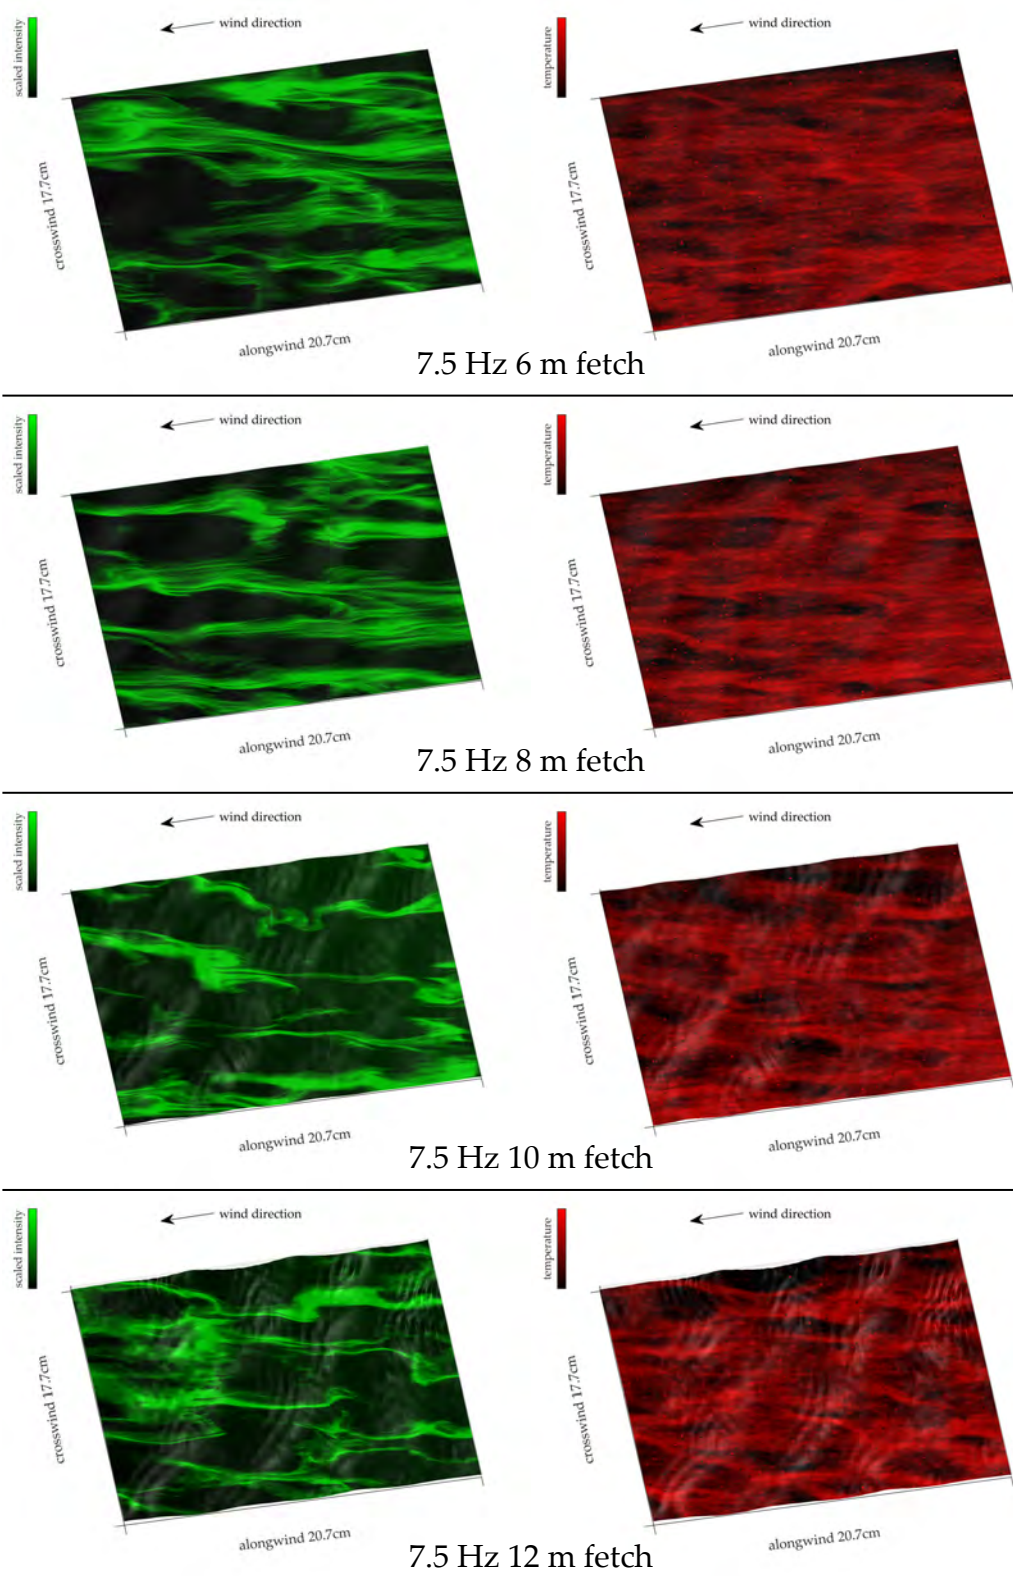 scaled intensity
wind direction
temperature
wind direction
crosswind 17.7cm
crosswind 17.7cm
alongwind 20.7cm
alongwind 20.7cm
7.5 Hz 6 m fetch
scaled intensity
wind direction
temperature
wind direction
crosswind 17.7cm
crosswind 17.7cm
alongwind 20.7cm
alongwind 20.7cm
7.5 Hz 8 m fetch
scaled intensity
wind direction
temperature
wind direction
crosswind 17.7cm
crosswind 17.7cm
alongwind 20.7cm
alongwind 20.7cm
7.5 Hz 10 m fetch
scaled intensity
wind direction
temperature
wind direction
crosswind 17.7cm
crosswind 17.7cm
alongwind 20.7cm
alongwind 20.7cm
7.5 Hz 12 m fetch